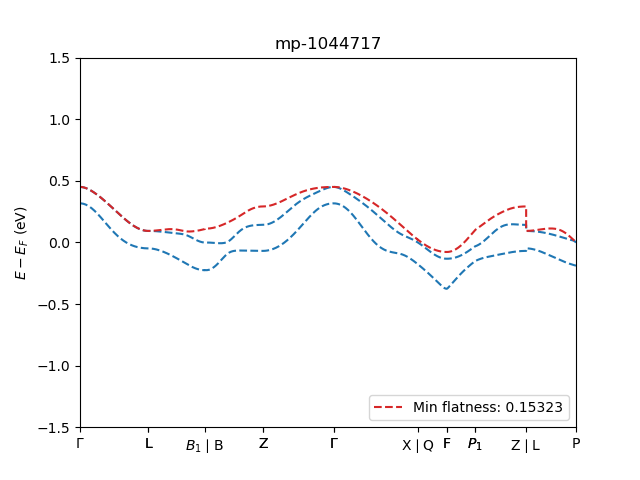 mp-1044717
E − E_F (eV)
1.5
1.0
0.5
0.0
−0.5
−1.0
−1.5
Min flatness: 0.15323
Γ L B₁ | B Z Γ X | Q F P₁ Z | L P